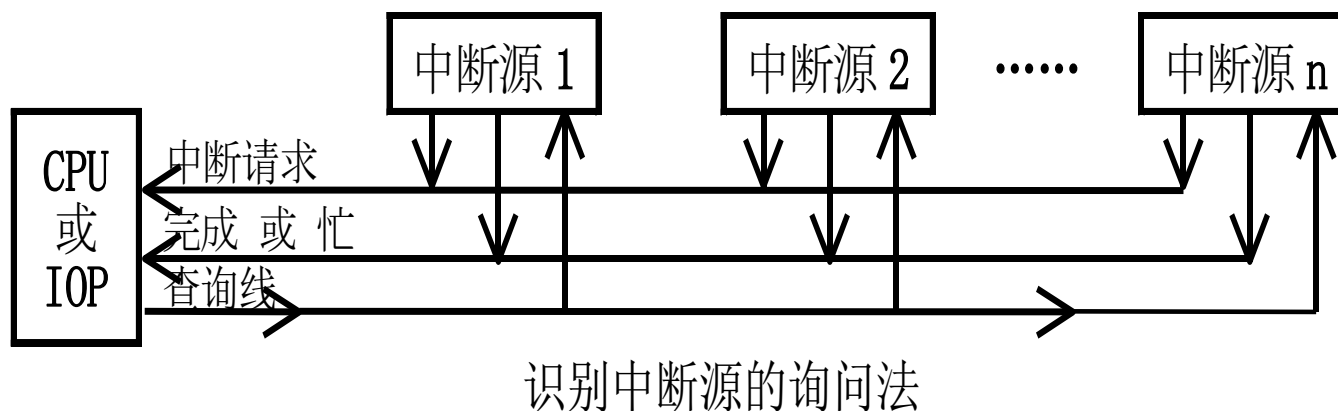 中断源 1 中断源 2 …… 中断源 n
CPU
或
IOP
中断请求
完成 或 忙
查询线
识别中断源的询问法